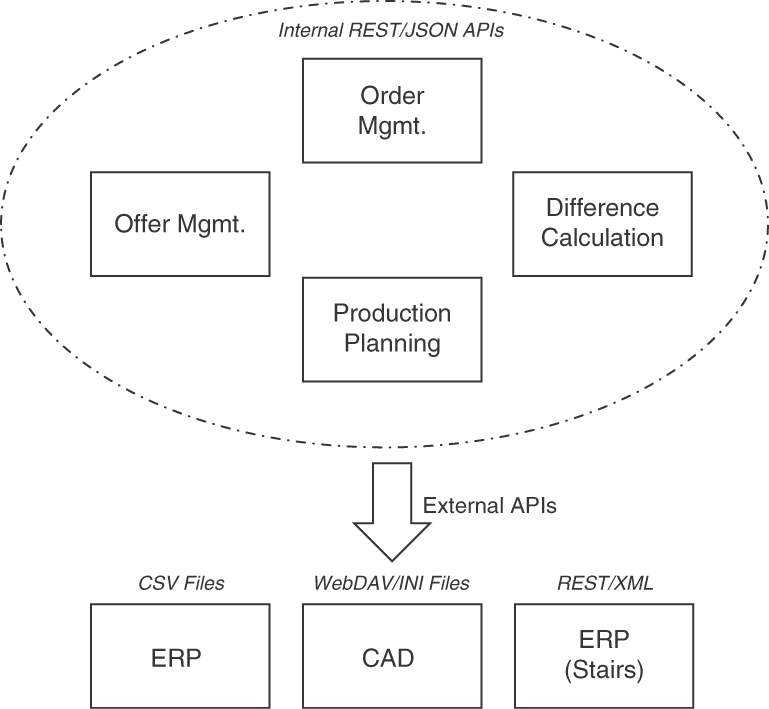 Internal REST/JSON APIs
Order
Mgmt.
Offer Mgmt.
Difference
Calculation
Production
Planning
External APIs
CSV Files
WebDAV/INI Files
REST/XML
ERP
CAD
ERP
(Stairs)